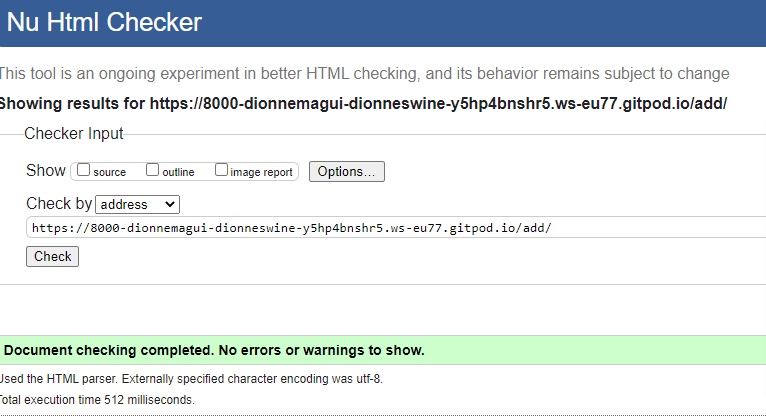 Nu Html Checker
This tool is an ongoing experiment in better HTML checking, and its behavior remains subject to change
Showing results for https://8000-dionnemagui-dionneswine-y5hp4bnshr5.ws-eu77.gitpod.io/add/
Checker Input
Show source outline image report Options...
Check by address
https://8000-dionnemagui-dionneswine-y5hp4bnshr5.ws-eu77.gitpod.io/add/
Check
Document checking completed. No errors or warnings to show.
Used the HTML parser. Externally specified character encoding was utf-8.
Total execution time 512 milliseconds.